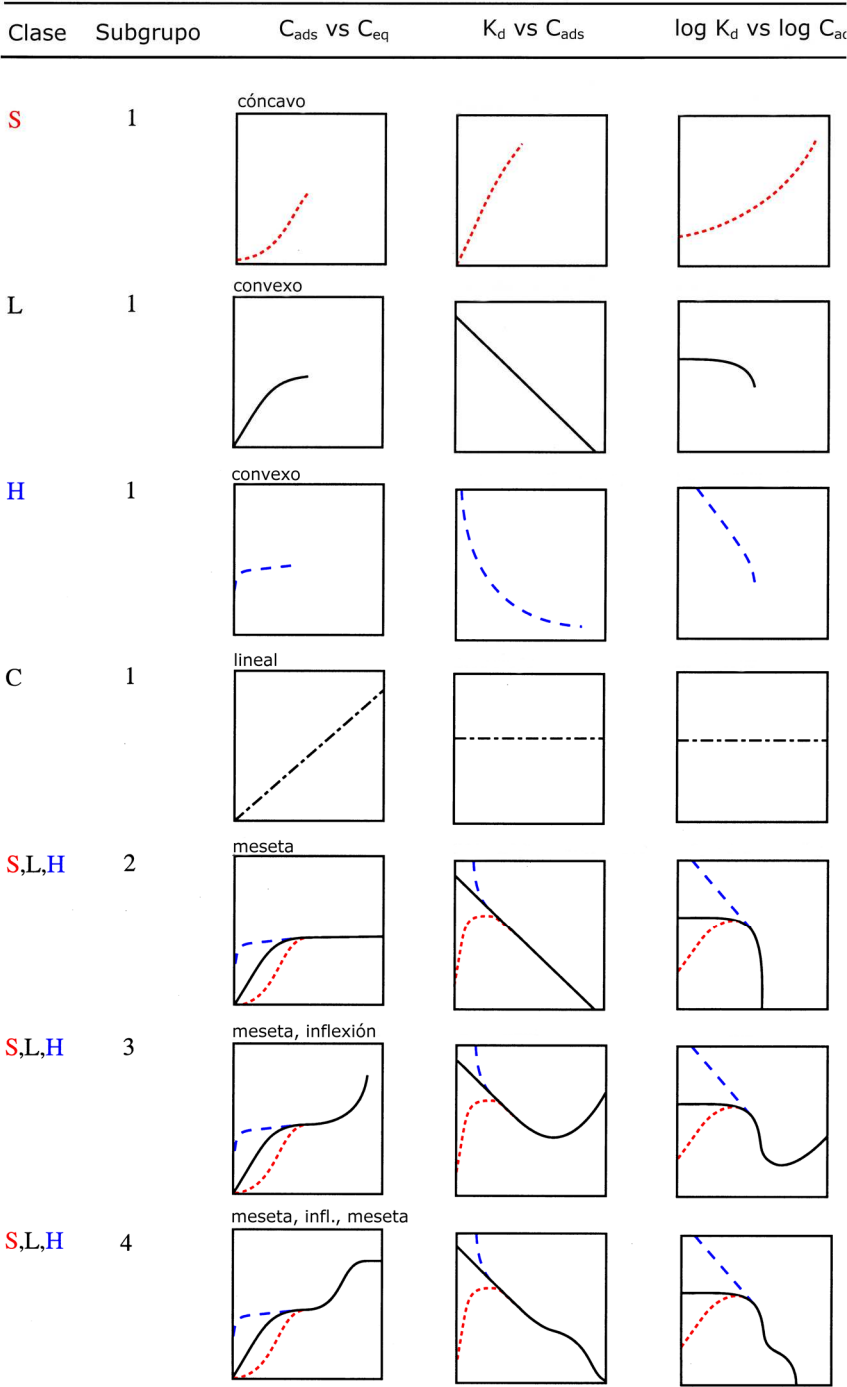 Clase Subgrupo C_ads vs C_eq K_d vs C_ads log K_d vs log C_ad
cóncavo
S 1
convexo
L 1
convexo
H 1
lineal
C 1
meseta
S,L,H 2
meseta, inflexión
S,L,H 3
meseta, infl., meseta
S,L,H 4